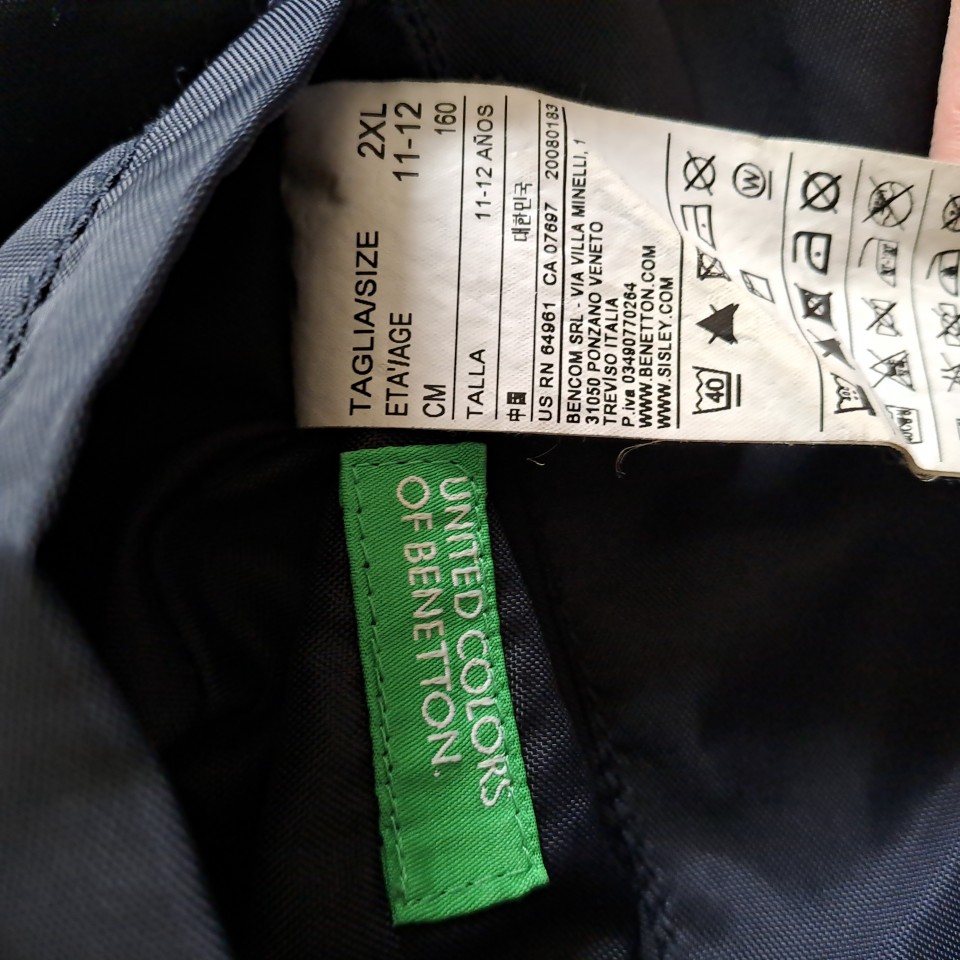 TAGLIA/SIZE 2XL
ETA'/AGE 11-12
CM 160
TALLA 11-12 AÑOS
中國 대한민국
US RN 64961 CA 07697 20080183
BENCOM SRL - VIA VILLA MINELLI, 1
31050 PONZANO VENETO
TREVISO ITALIA
P.iva 03490770264
WWW.BENETTON.COM
WWW.SISLEY.COM
40
W
UNITED COLORS
OF BENETTON.